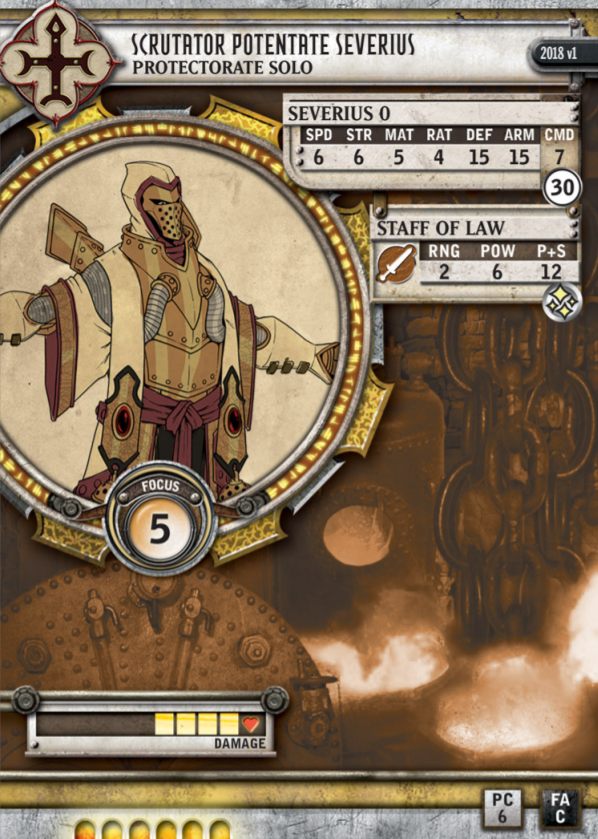 SCRUTATOR POTENTATE SEVERIUS
PROTECTORATE SOLO
2018 v1
SEVERIUS 0
SPD STR MAT RAT DEF ARM CMD
6 6 5 4 15 15 7
30
STAFF OF LAW
RNG POW P+S
2 6 12
FOCUS
5
DAMAGE
PC
6
FA
C